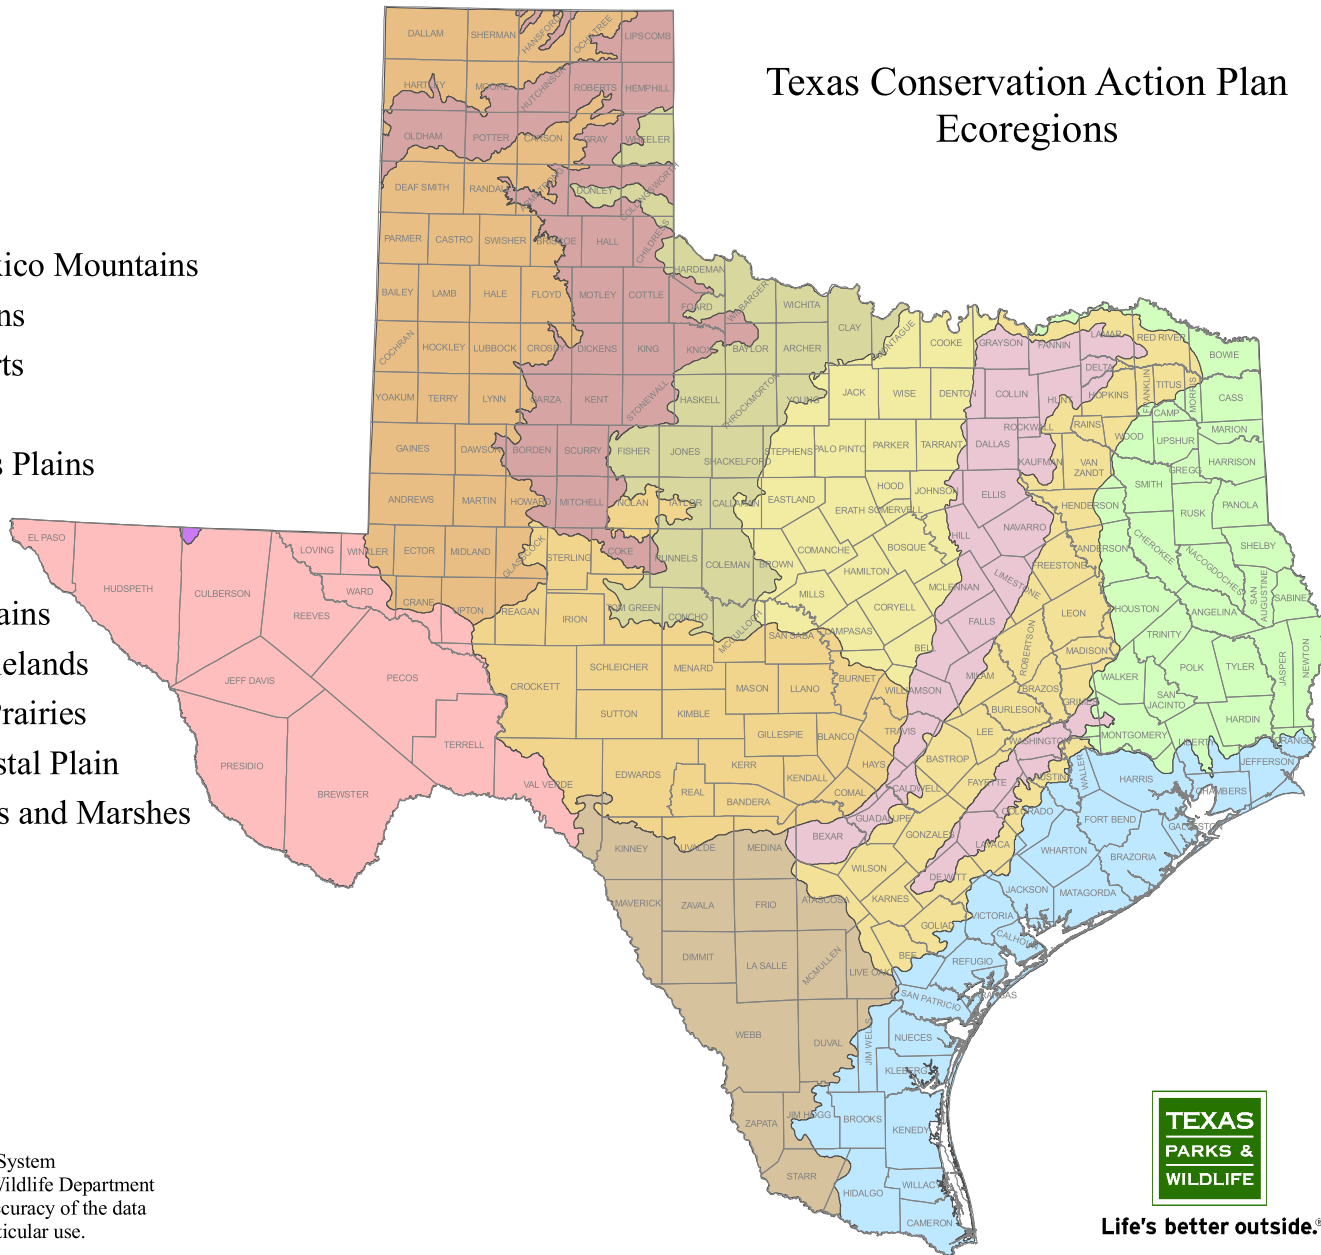 Texas Conservation Action Plan
Ecoregions
xico Mountains
ns
rts
s Plains
ains
elands
Prairies
stal Plain
s and Marshes
DALLAM SHERMAN HANSFORD OCHILTREE LIPSCOMB
HARTLEY MOORE HUTCHINSON ROBERTS HEMPHILL
OLDHAM POTTER CARSON GRAY WHEELER
DEAF SMITH RANDALL ARMSTRONG DONLEY COLLINGSWORTH
PARMER CASTRO SWISHER BRISCOE HALL CHILDRESS
BAILEY LAMB HALE FLOYD MOTLEY COTTLE HARDEMAN FOARD WILBARGER WICHITA CLAY MONTAGUE COOKE GRAYSON FANNIN LAMAR RED RIVER BOWIE
COCHRAN HOCKLEY LUBBOCK CROSBY DICKENS KING KNOX BAYLOR ARCHER DELTA
YOAKUM TERRY LYNN GARZA KENT STONEWALL HASKELL THROCKMORTON YOUNG JACK WISE DENTON COLLIN HUNT HOPKINS FRANKLIN TITUS MORRIS CASS
GAINES DAWSON BORDEN SCURRY FISHER JONES SHACKELFORD STEPHENS PALO PINTO PARKER TARRANT DALLAS ROCKWALL KAUFMAN RAINS VAN ZANDT WOOD CAMP UPSHUR MARION GREGG HARRISON
ANDREWS MARTIN HOWARD MITCHELL NOLAN TAYLOR CALLAHAN EASTLAND ERATH HOOD SOMERVELL JOHNSON ELLIS HENDERSON SMITH RUSK PANOLA
EL PASO HUDSPETH CULBERSON LOVING WINKLER ECTOR MIDLAND GLASSCOCK STERLING COKE RUNNELS COLEMAN BROWN COMANCHE BOSQUE HILL NAVARRO ANDERSON CHEROKEE NACOGDOCHES SHELBY
REEVES WARD CRANE UPTON REAGAN IRION TOM GREEN CONCHO MCCULLOCH MILLS HAMILTON MCLENNAN LIMESTONE FREESTONE HOUSTON ANGELINA SAN AUGUSTINE SABINE
JEFF DAVIS PECOS CROCKETT SCHLEICHER MENARD SAN SABA LAMPASAS CORYELL BELL FALLS ROBERTSON LEON MADISON TRINITY POLK TYLER JASPER NEWTON
SUTTON KIMBLE MASON LLANO BURNET WILLIAMSON MILAM BRAZOS BURLESON GRIMES WALKER SAN JACINTO HARDIN
PRESIDIO BREWSTER TERRELL VAL VERDE EDWARDS REAL KERR GILLESPIE BLANCO KENDALL BANDERA HAYS COMAL TRAVIS BASTROP LEE WASHINGTON MONTGOMERY LIBERTY ORANGE JEFFERSON
KINNEY UVALDE MEDINA BEXAR GUADALUPE CALDWELL FAYETTE AUSTIN WALLER HARRIS CHAMBERS GALVESTON
GONZALES COLORADO FORT BEND LAVACA WHARTON BRAZORIA
MAVERICK ZAVALA FRIO ATASCOSA WILSON KARNES DE WITT JACKSON MATAGORDA
DIMMIT LA SALLE MCMULLEN LIVE OAK BEE GOLIAD VICTORIA CALHOUN REFUGIO ARANSAS
WEBB DUVAL JIM WELLS SAN PATRICIO NUECES KLEBERG
ZAPATA JIM HOGG BROOKS KENEDY
STARR HIDALGO WILLAC CAMERON
System
Wildlife Department
ccuracy of the data
ticular use.
TEXAS
PARKS &
WILDLIFE
Life's better outside.®